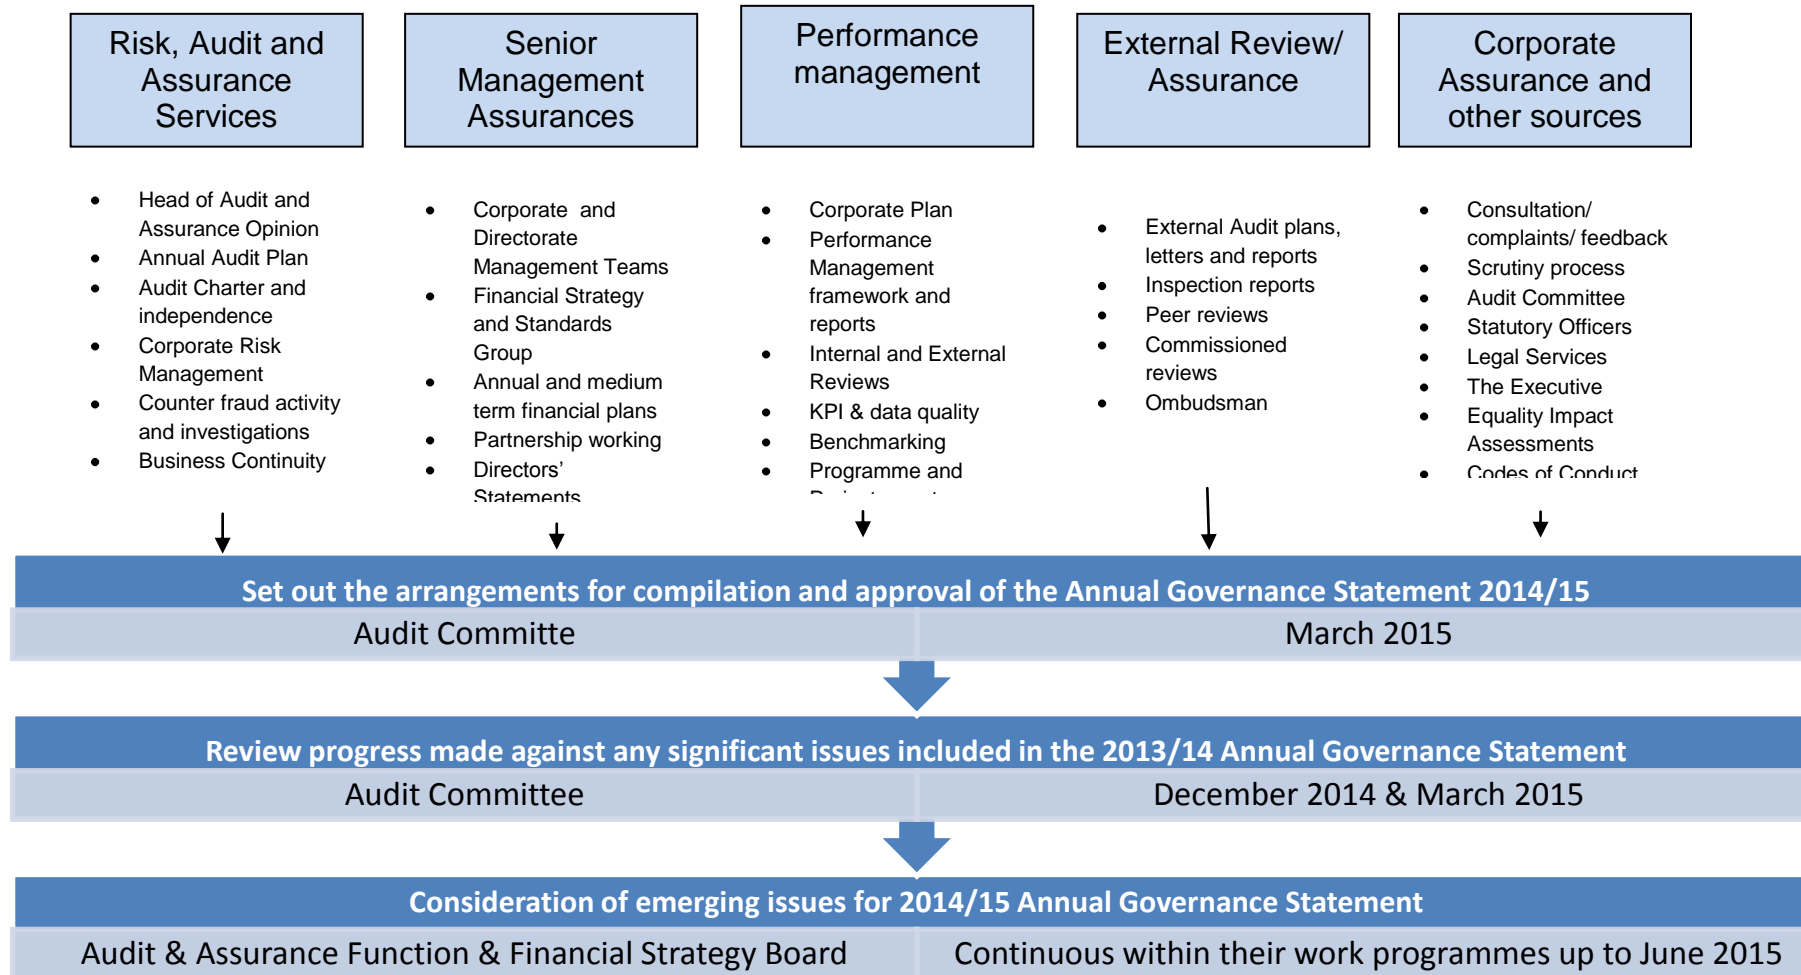 Risk, Audit and
Assurance
Services
Senior
Management
Assurances
Performance
management
External Review/
Assurance
Corporate
Assurance and
other sources
• Head of Audit and
Assurance Opinion
• Annual Audit Plan
• Audit Charter and
independence
• Corporate Risk
Management
• Counter fraud activity
and investigations
• Business Continuity
• Corporate and
Directorate
Management Teams
• Financial Strategy
and Standards
Group
• Annual and medium
term financial plans
• Partnership working
• Directors’
Statements
• Corporate Plan
• Performance
Management
framework and
reports
• Internal and External
Reviews
• KPI & data quality
• Benchmarking
• Programme and
• External Audit plans,
letters and reports
• Inspection reports
• Peer reviews
• Commissioned
reviews
• Ombudsman
• Consultation/
complaints/ feedback
• Scrutiny process
• Audit Committee
• Statutory Officers
• Legal Services
• The Executive
• Equality Impact
Assessments
• Codes of Conduct
Set out the arrangements for compilation and approval of the Annual Governance Statement 2014/15
Audit Committe
March 2015
Review progress made against any significant issues included in the 2013/14 Annual Governance Statement
Audit Committee
December 2014 & March 2015
Consideration of emerging issues for 2014/15 Annual Governance Statement
Audit & Assurance Function & Financial Strategy Board
Continuous within their work programmes up to June 2015